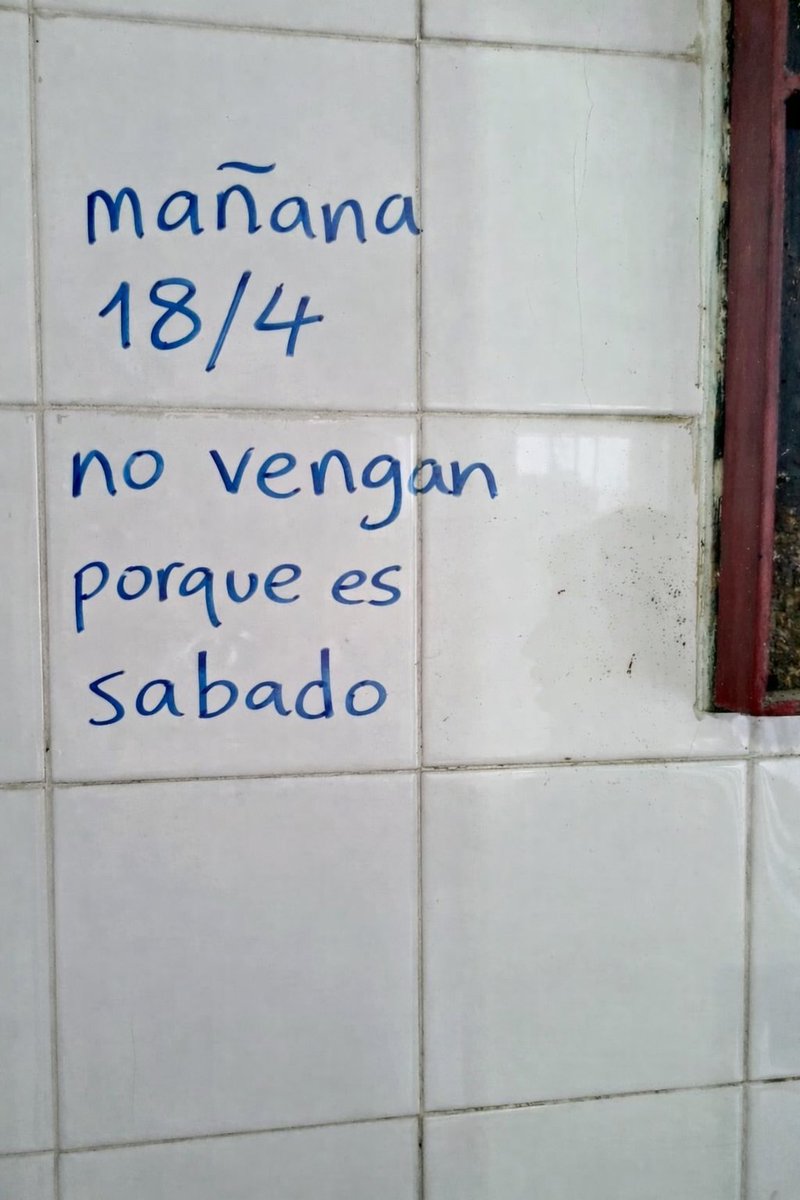 mañana
18/4
no vengan
porque es
sabado